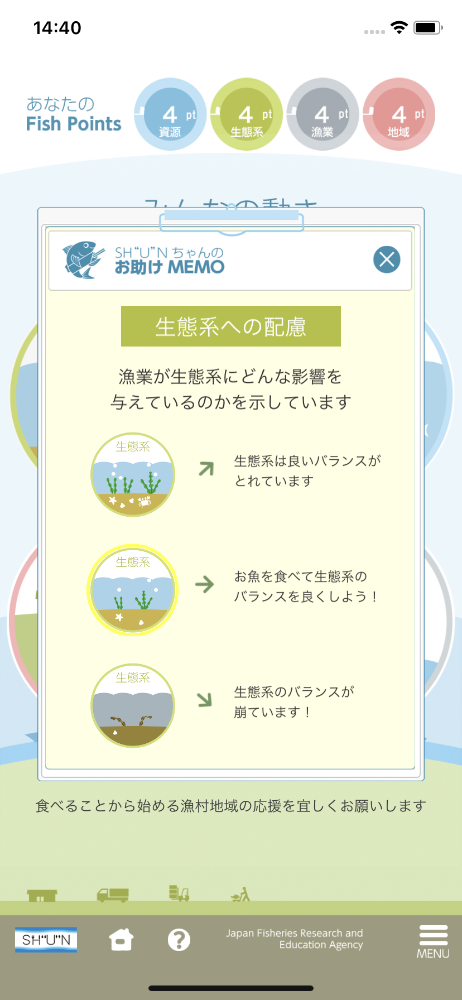 14:40
あなたの
Fish Points
4 pt
資源
4 pt
生態系
4 pt
漁業
4 pt
地域
みんなの動き
SH"U"Nちゃんの
お助け MEMO
生態系への配慮
漁業が生態系にどんな影響を
与えているのかを示しています
生態系
生態系は良いバランスが
とれています
生態系
お魚を食べて生態系の
バランスを良くしよう！
生態系
生態系のバランスが
崩ています！
食べることから始める漁村地域の応援を宜しくお願いします
SH"U"N
Japan Fisheries Research and
Education Agency
MENU